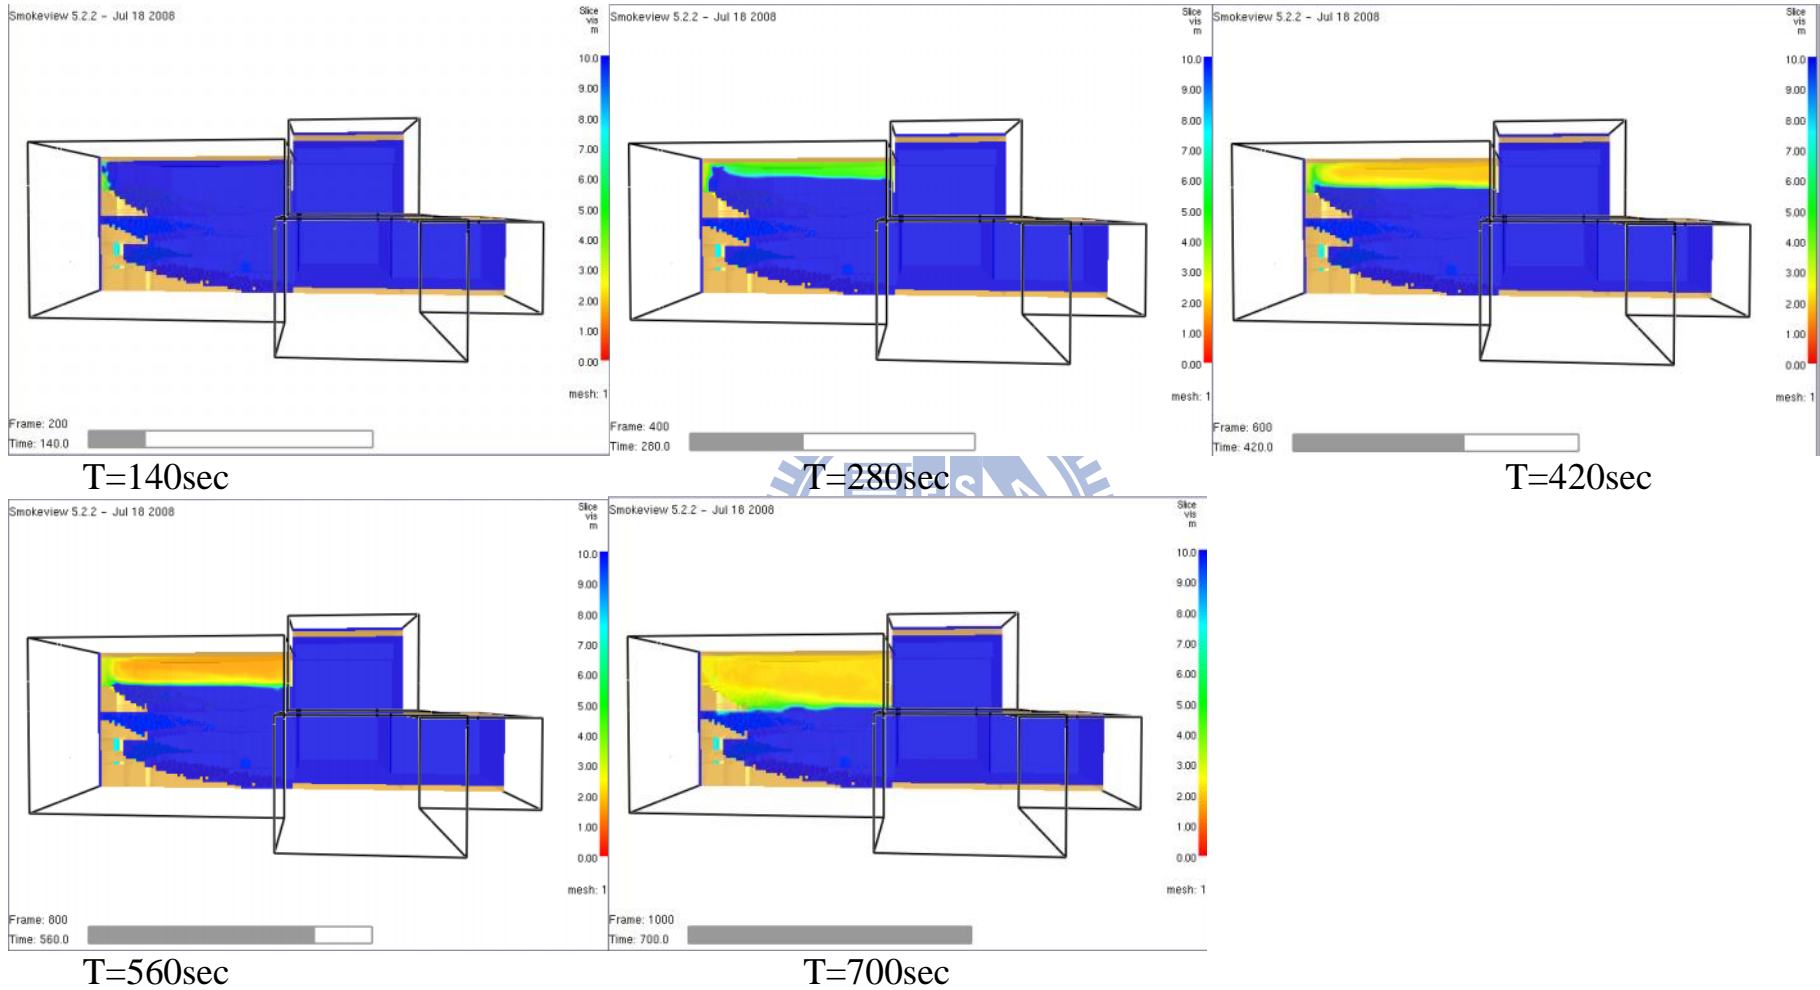 Smokeview 5.2.2 - Jul 18 2008
Slice
vis
m
10.0
9.00
8.00
7.00
6.00
5.00
4.00
3.00
2.00
1.00
0.00
mesh: 1
Frame: 200
Time: 140.0
T=140sec
Smokeview 5.2.2 - Jul 18 2008
Slice
vis
m
10.0
9.00
8.00
7.00
6.00
5.00
4.00
3.00
2.00
1.00
0.00
mesh: 1
Frame: 400
Time: 280.0
T=280sec
Smokeview 5.2.2 - Jul 18 2008
Slice
vis
m
10.0
9.00
8.00
7.00
6.00
5.00
4.00
3.00
2.00
1.00
0.00
mesh: 1
Frame: 600
Time: 420.0
T=420sec
Smokeview 5.2.2 - Jul 18 2008
Slice
vis
m
10.0
9.00
8.00
7.00
6.00
5.00
4.00
3.00
2.00
1.00
0.00
mesh: 1
Frame: 800
Time: 560.0
T=560sec
Smokeview 5.2.2 - Jul 18 2008
Slice
vis
m
10.0
9.00
8.00
7.00
6.00
5.00
4.00
3.00
2.00
1.00
0.00
mesh: 1
Frame: 1000
Time: 700.0
T=700sec